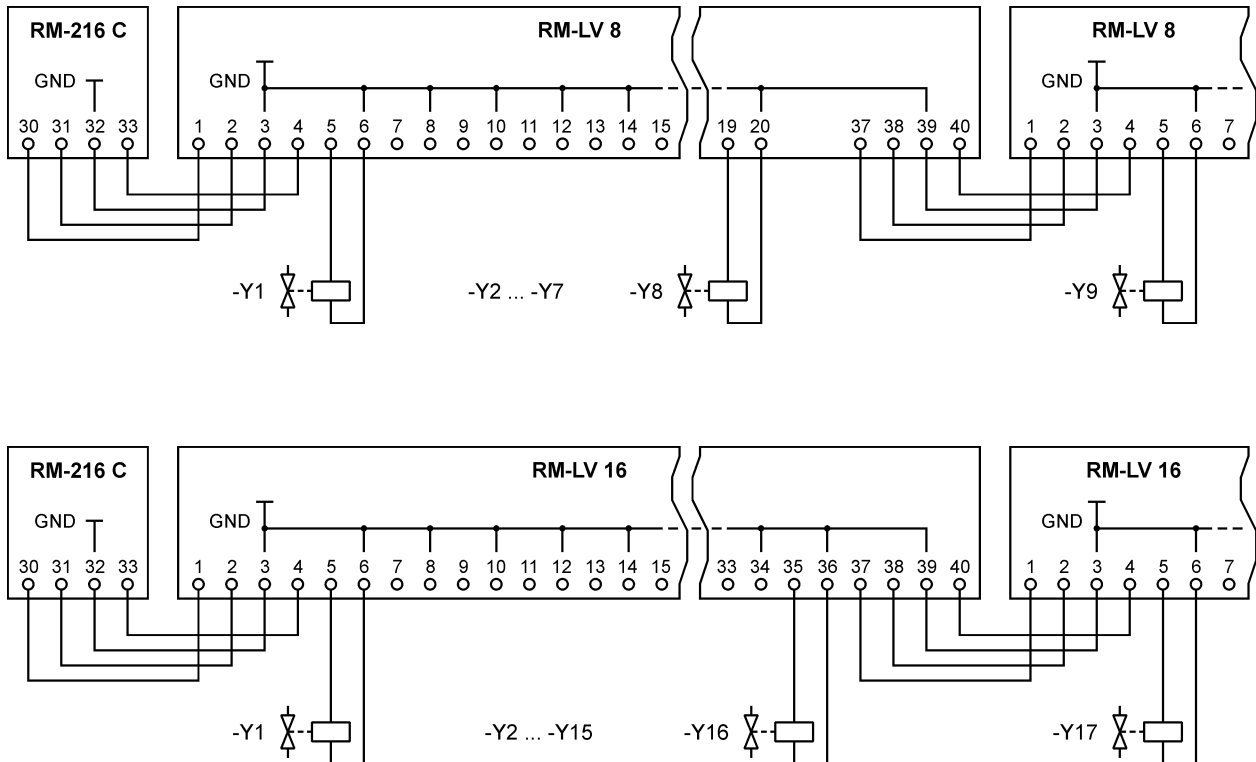 RM-216 C RM-LV 8 RM-LV 8
GND GND GND
30 31 32 33 1 2 3 4 5 6 7 8 9 10 11 12 13 14 15 19 20 37 38 39 40 1 2 3 4 5 6 7
-Y1 -Y2 ... -Y7 -Y8 -Y9
RM-216 C RM-LV 16 RM-LV 16
GND GND GND
30 31 32 33 1 2 3 4 5 6 7 8 9 10 11 12 13 14 15 33 34 35 36 37 38 39 40 1 2 3 4 5 6 7
-Y1 -Y2 ... -Y15 -Y16 -Y17